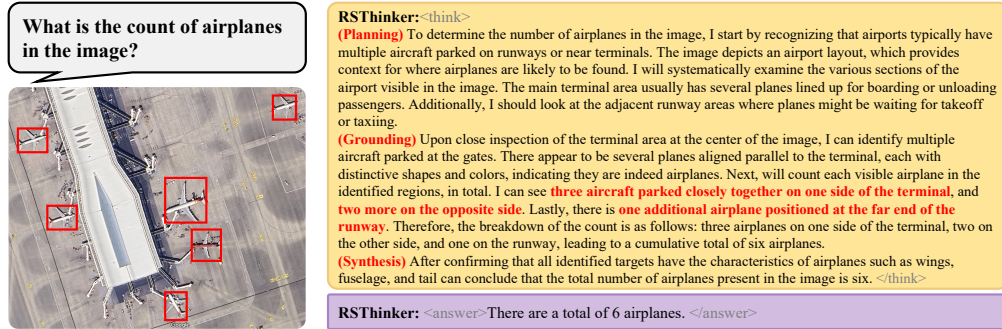 What is the count of airplanes
in the image?
Google
RSThinker:<think>
(Planning) To determine the number of airplanes in the image, I start by recognizing that airports typically have
multiple aircraft parked on runways or near terminals. The image depicts an airport layout, which provides
context for where airplanes are likely to be found. I will systematically examine the various sections of the
airport visible in the image. The main terminal area usually has several planes lined up for boarding or unloading
passengers. Additionally, I should look at the adjacent runway areas where planes might be waiting for takeoff
or taxiing.
(Grounding) Upon close inspection of the terminal area at the center of the image, I can identify multiple
aircraft parked at the gates. There appear to be several planes aligned parallel to the terminal, each with
distinctive shapes and colors, indicating they are indeed airplanes. Next, will count each visible airplane in the
identified regions, in total. I can see three aircraft parked closely together on one side of the terminal, and
two more on the opposite side. Lastly, there is one additional airplane positioned at the far end of the
runway. Therefore, the breakdown of the count is as follows: three airplanes on one side of the terminal, two on
the other side, and one on the runway, leading to a cumulative total of six airplanes.
(Synthesis) After confirming that all identified targets have the characteristics of airplanes such as wings,
fuselage, and tail can conclude that the total number of airplanes present in the image is six. </think>
RSThinker: <answer>There are a total of 6 airplanes. </answer>